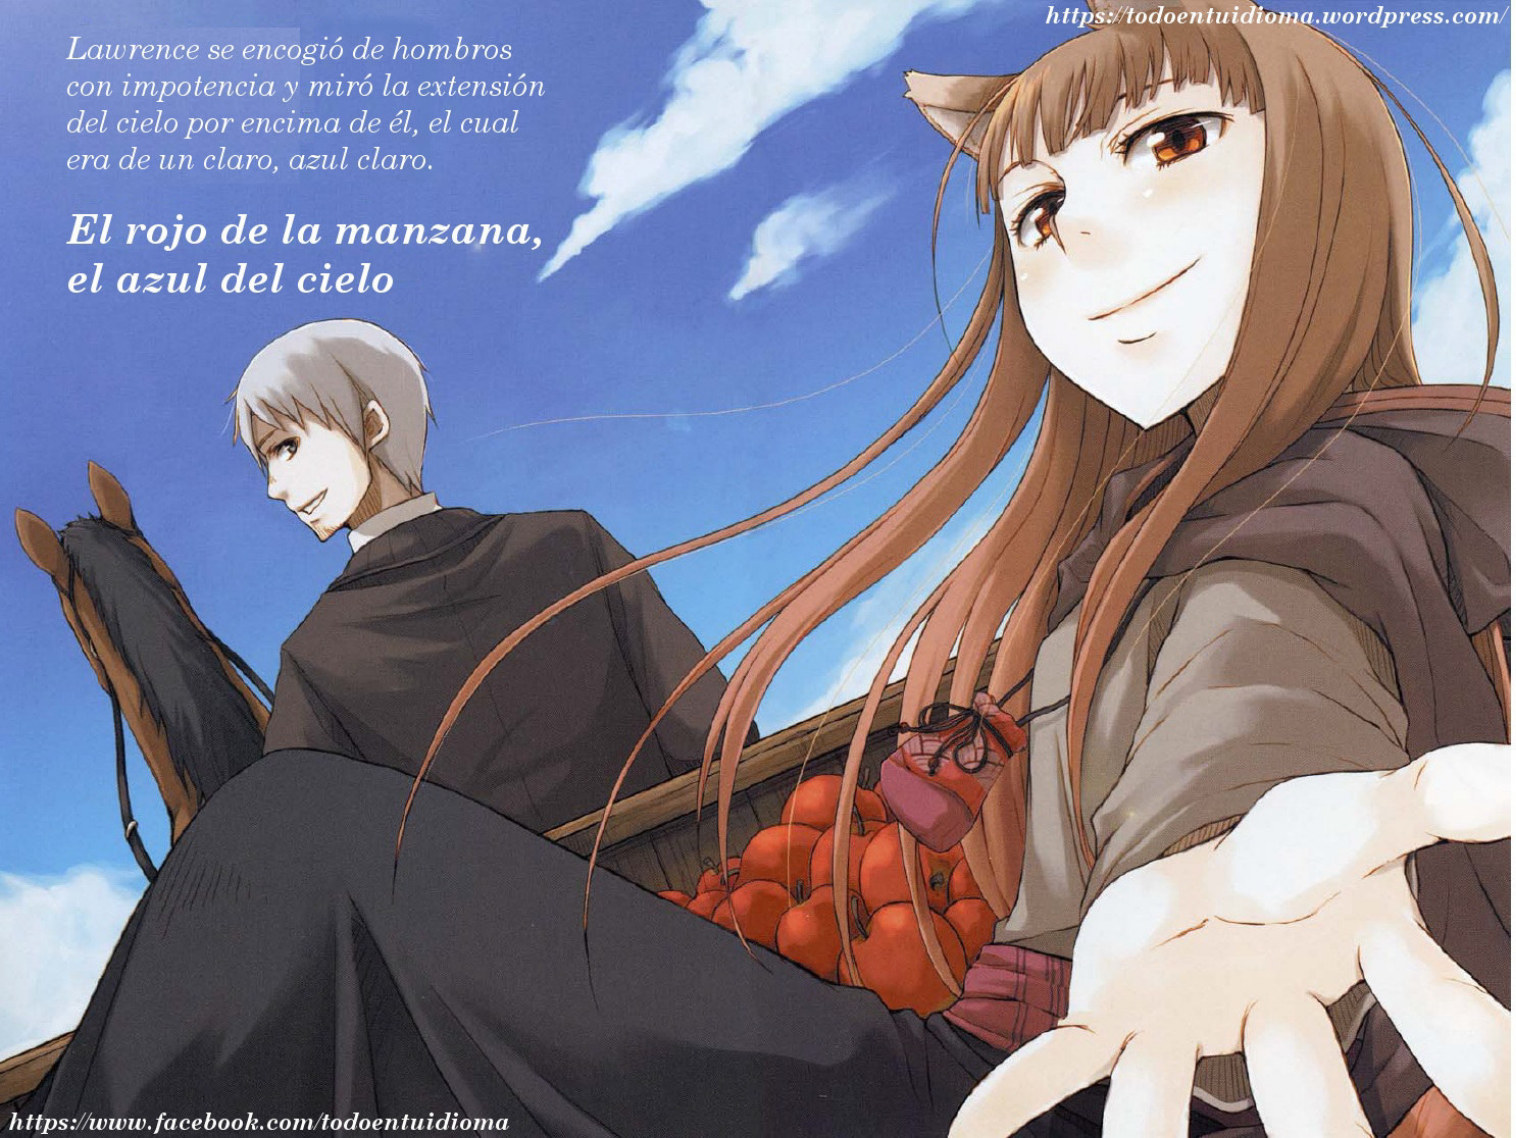 https://todoentuidioma.wordpress.com/
Lawrence se encogió de hombros
con impotencia y miró la extensión
del cielo por encima de él, el cual
era de un claro, azul claro.
El rojo de la manzana,
el azul del cielo
https://www.facebook.com/todoentuidioma